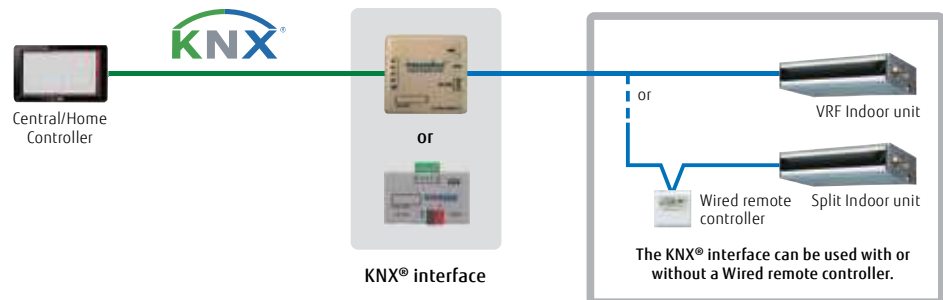 KNX®
Central/Home
Controller
or
KNX® interface
or
VRF Indoor unit
Wired remote
controller
Split Indoor unit
The KNX® interface can be used with or
without a Wired remote controller.